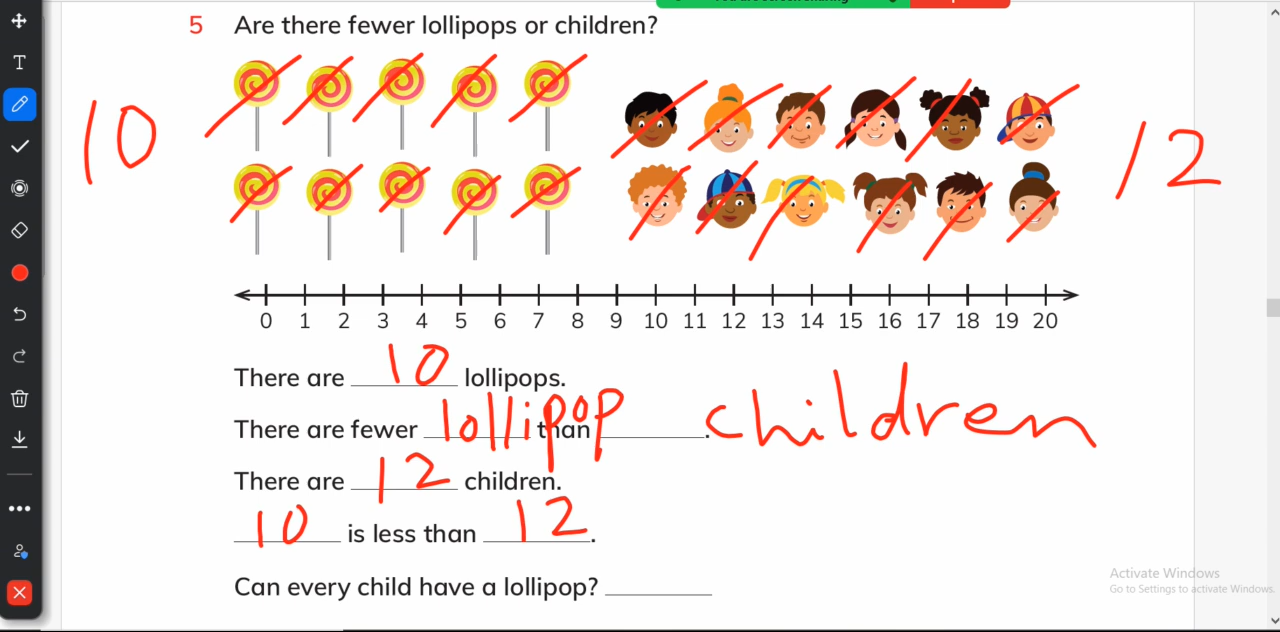 5 Are there fewer lollipops or children?
10
12
0 1 2 3 4 5 6 7 8 9 10 11 12 13 14 15 16 17 18 19 20
There are 10 lollipops.
There are fewer lollipop than ______. children
There are 12 children.
10 is less than 12.
Can every child have a lollipop? ______
T
Activate Windows
Go to Settings to activate Windows.